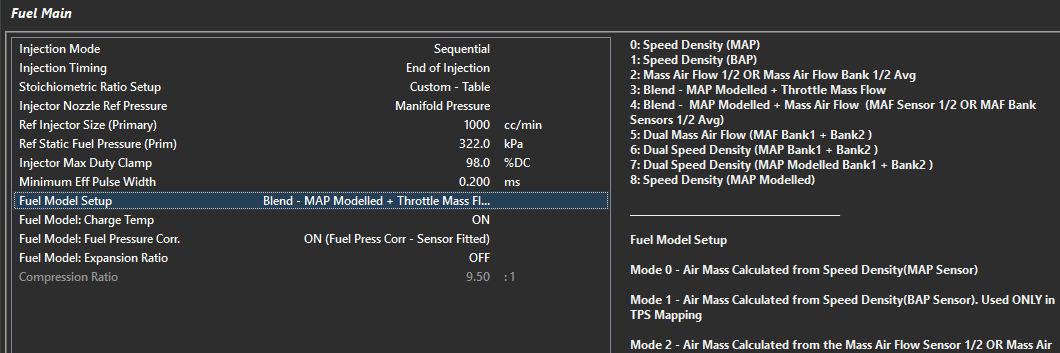 Fuel Main
Injection Mode Sequential
Injection Timing End of Injection
Stoichiometric Ratio Setup Custom - Table
Injector Nozzle Ref Pressure Manifold Pressure
Ref Injector Size (Primary) 1000 cc/min
Ref Static Fuel Pressure (Prim) 322.0 kPa
Injector Max Duty Clamp 98.0 %DC
Minimum Eff Pulse Width 0.200 ms
Fuel Model Setup Blend - MAP Modelled + Throttle Mass Fl...
Fuel Model: Charge Temp ON
Fuel Model: Fuel Pressure Corr. ON (Fuel Press Corr - Sensor Fitted)
Fuel Model: Expansion Ratio OFF
Compression Ratio 9.50 : 1
0: Speed Density (MAP)
1: Speed Density (BAP)
2: Mass Air Flow 1/2 OR Mass Air Flow Bank 1/2 Avg
3: Blend - MAP Modelled + Throttle Mass Flow
4: Blend - MAP Modelled + Mass Air Flow (MAF Sensor 1/2 OR MAF Bank
Sensors 1/2 Avg)
5: Dual Mass Air Flow (MAF Bank1 + Bank2 )
6: Dual Speed Density (MAP Bank1 + Bank2 )
7: Dual Speed Density (MAP Modelled Bank1 + Bank2 )
8: Speed Density (MAP Modelled)
Fuel Model Setup
Mode 0 - Air Mass Calculated from Speed Density(MAP Sensor)
Mode 1 - Air Mass Calculated from Speed Density(BAP Sensor). Used ONLY in
TPS Mapping
Mode 2 - Air Mass Calculated from the Mass Air Flow Sensor 1/2 OR Mass Air